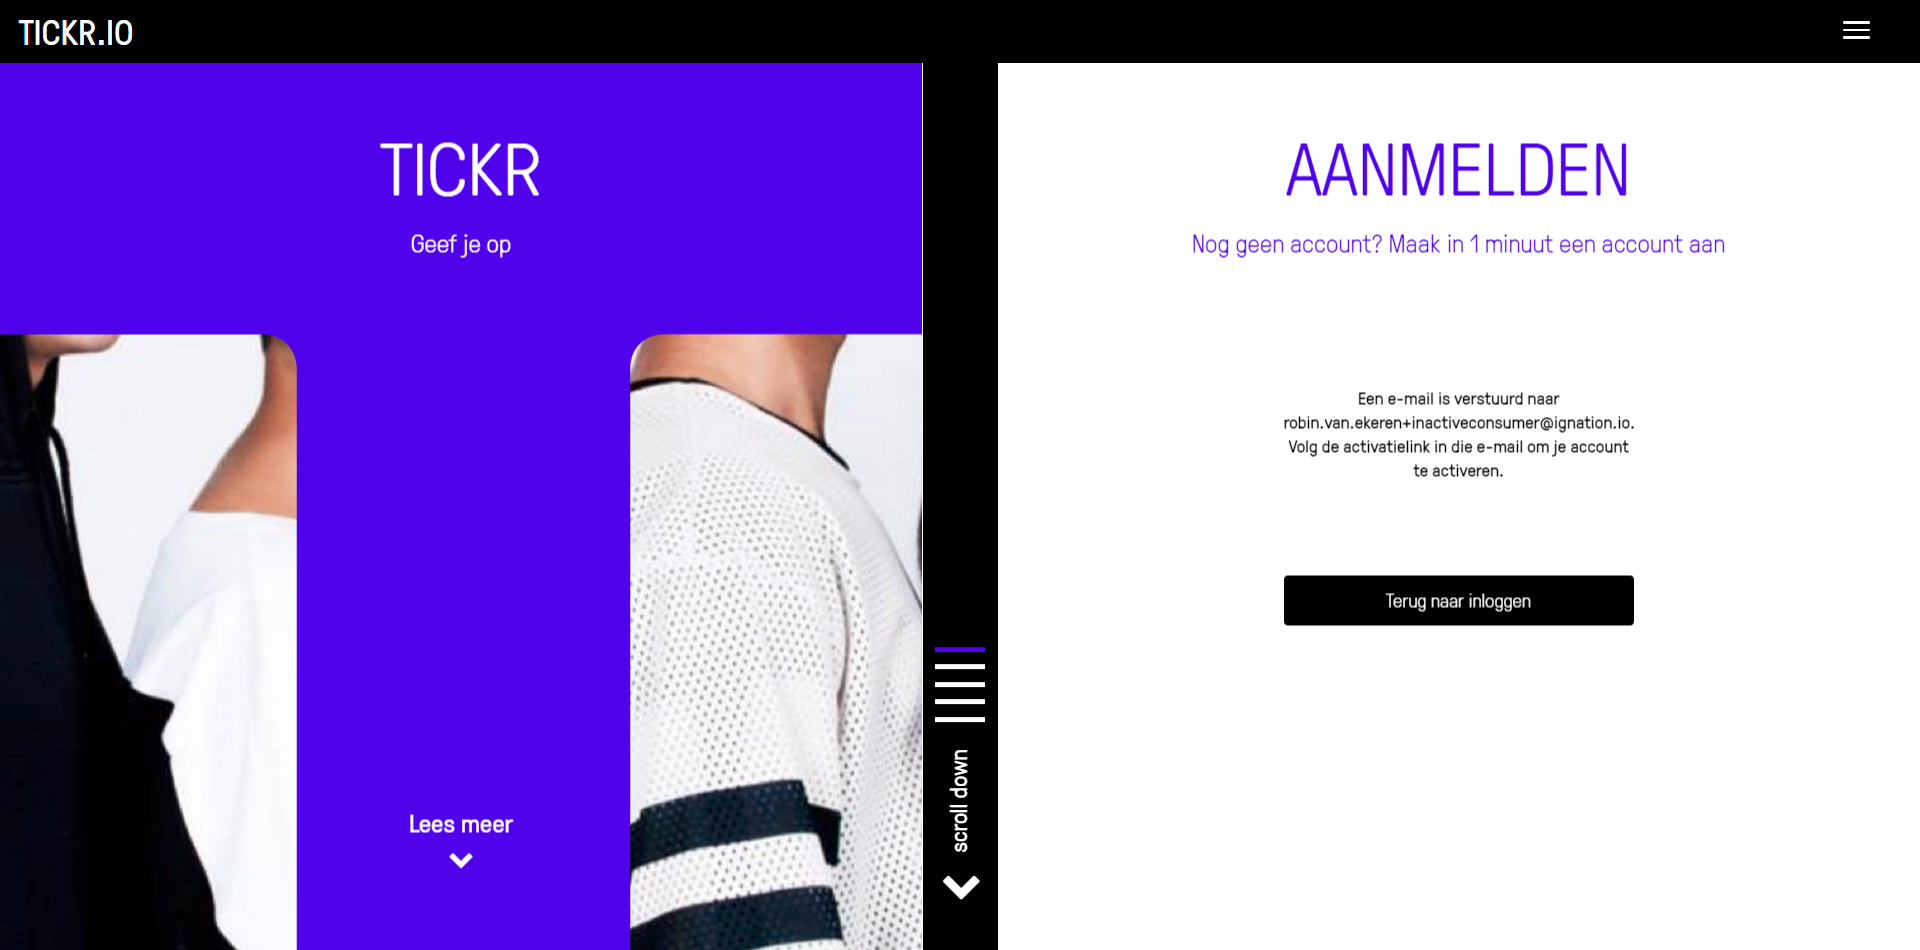 TICKR.IO
TICKR
Geef je op
Lees meer
scroll down
AANMELDEN
Nog geen account? Maak in 1 minuut een account aan
Een e-mail is verstuurd naar
robin.van.ekeren+inactiveconsumer@ignation.io.
Volg de activatielink in die e-mail om je account
te activeren.
Terug naar inloggen